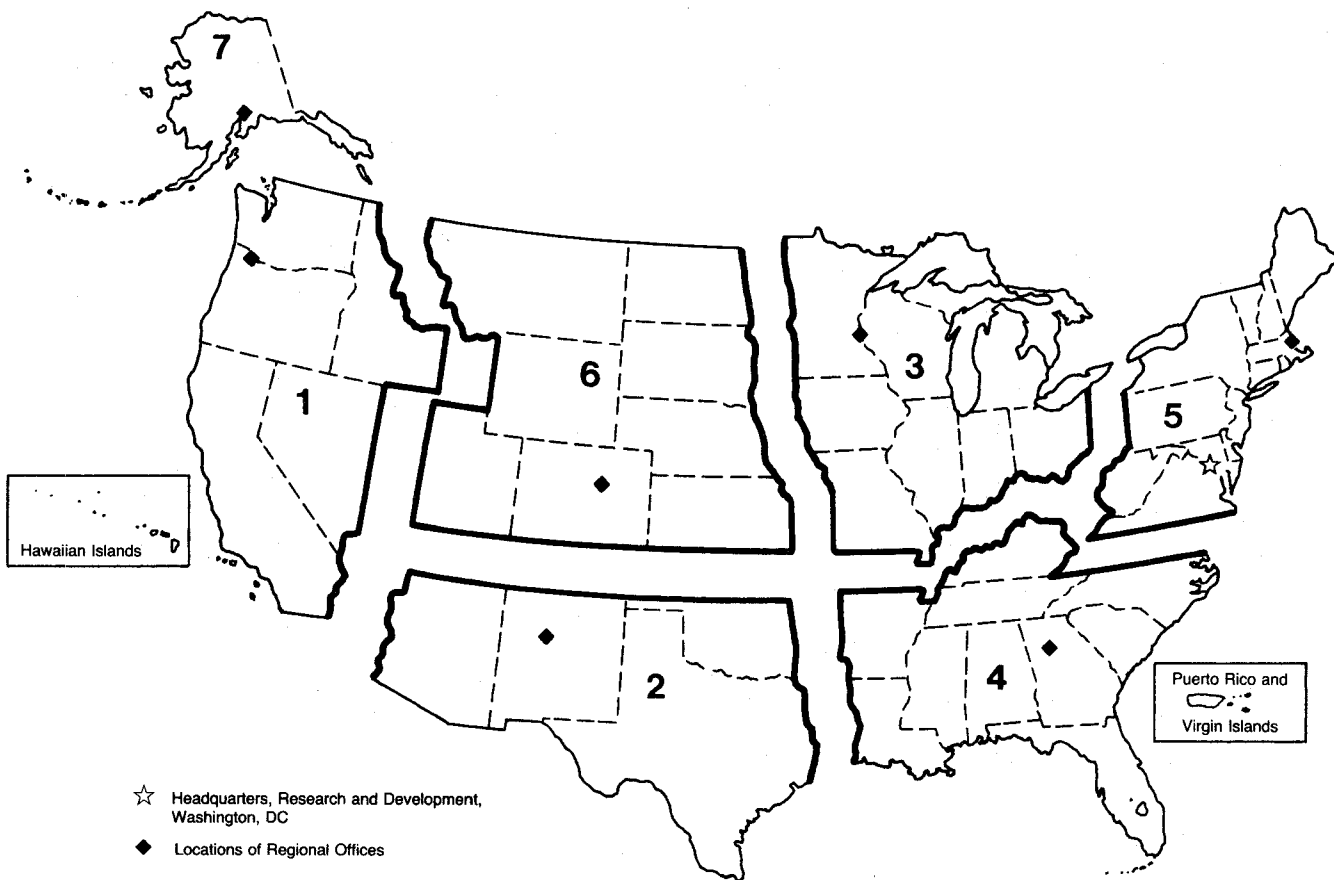 7
6
3
1
5
Hawaiian Islands
2
4
Puerto Rico and
Virgin Islands
Headquarters, Research and Development,
Washington, DC
Locations of Regional Offices